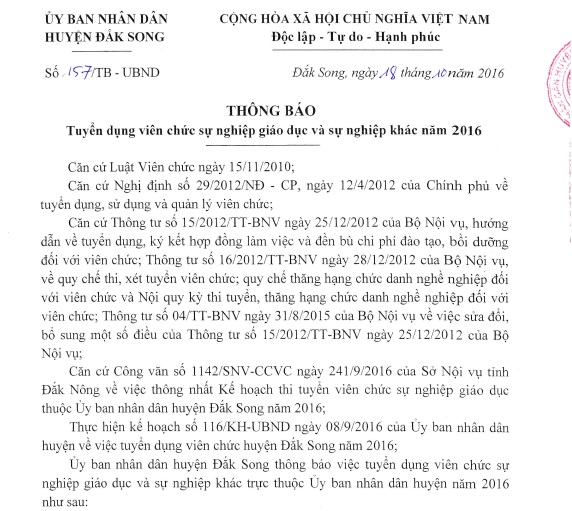 ỦY BAN NHÂN DÂN
HUYỆN ĐẮK SONG
CỘNG HÒA XÃ HỘI CHỦ NGHĨA VIỆT NAM
Độc lập - Tự do - Hạnh phúc
Số 157/TB - UBND
Đắk Song, ngày 18 tháng 10 năm 2016
THÔNG BÁO
Tuyển dụng viên chức sự nghiệp giáo dục và sự nghiệp khác năm 2016
Căn cứ Luật Viên chức ngày 15/11/2010;
Căn cứ Nghị định số 29/2012/NĐ - CP, ngày 12/4/2012 của Chính phủ về
tuyển dụng, sử dụng và quản lý viên chức;
Căn cứ Thông tư số 15/2012/TT-BNV ngày 25/12/2012 của Bộ Nội vụ, hướng
dẫn về tuyển dụng, ký kết hợp đồng làm việc và đền bù chi phí đào tạo, bồi dưỡng
đối với viên chức; Thông tư số 16/2012/TT-BNV ngày 28/12/2012 của Bộ Nội vụ,
về quy chế thi, xét tuyển viên chức; quy chế thăng hạng chức danh nghề nghiệp đối
với viên chức và Nội quy kỳ thi tuyển, thăng hạng chức danh nghề nghiệp đối với
viên chức; Thông tư số 04/TT-BNV ngày 31/8/2015 của Bộ Nội vụ về việc sửa đổi,
bổ sung một số điều của Thông tư số 15/2012/TT-BNV ngày 25/12/2012 của Bộ
Nội vụ;
Căn cứ Công văn số 1142/SNV-CCVC ngày 241/9/2016 của Sở Nội vụ tỉnh
Đắk Nông về việc thống nhất Kế hoạch thi tuyển viên chức sự nghiệp giáo dục
thuộc Ủy ban nhân dân huyện Đắk Song năm 2016;
Thực hiện kế hoạch số 116/KH-UBND ngày 08/9/2016 của Ủy ban nhân dân
huyện về việc tuyển dụng viên chức huyện Đắk Song năm 2016;
Ủy ban nhân dân huyện Đắk Song thông báo việc tuyển dụng viên chức sự
nghiệp giáo dục và sự nghiệp khác trực thuộc Ủy ban nhân dân huyện năm 2016
như sau: